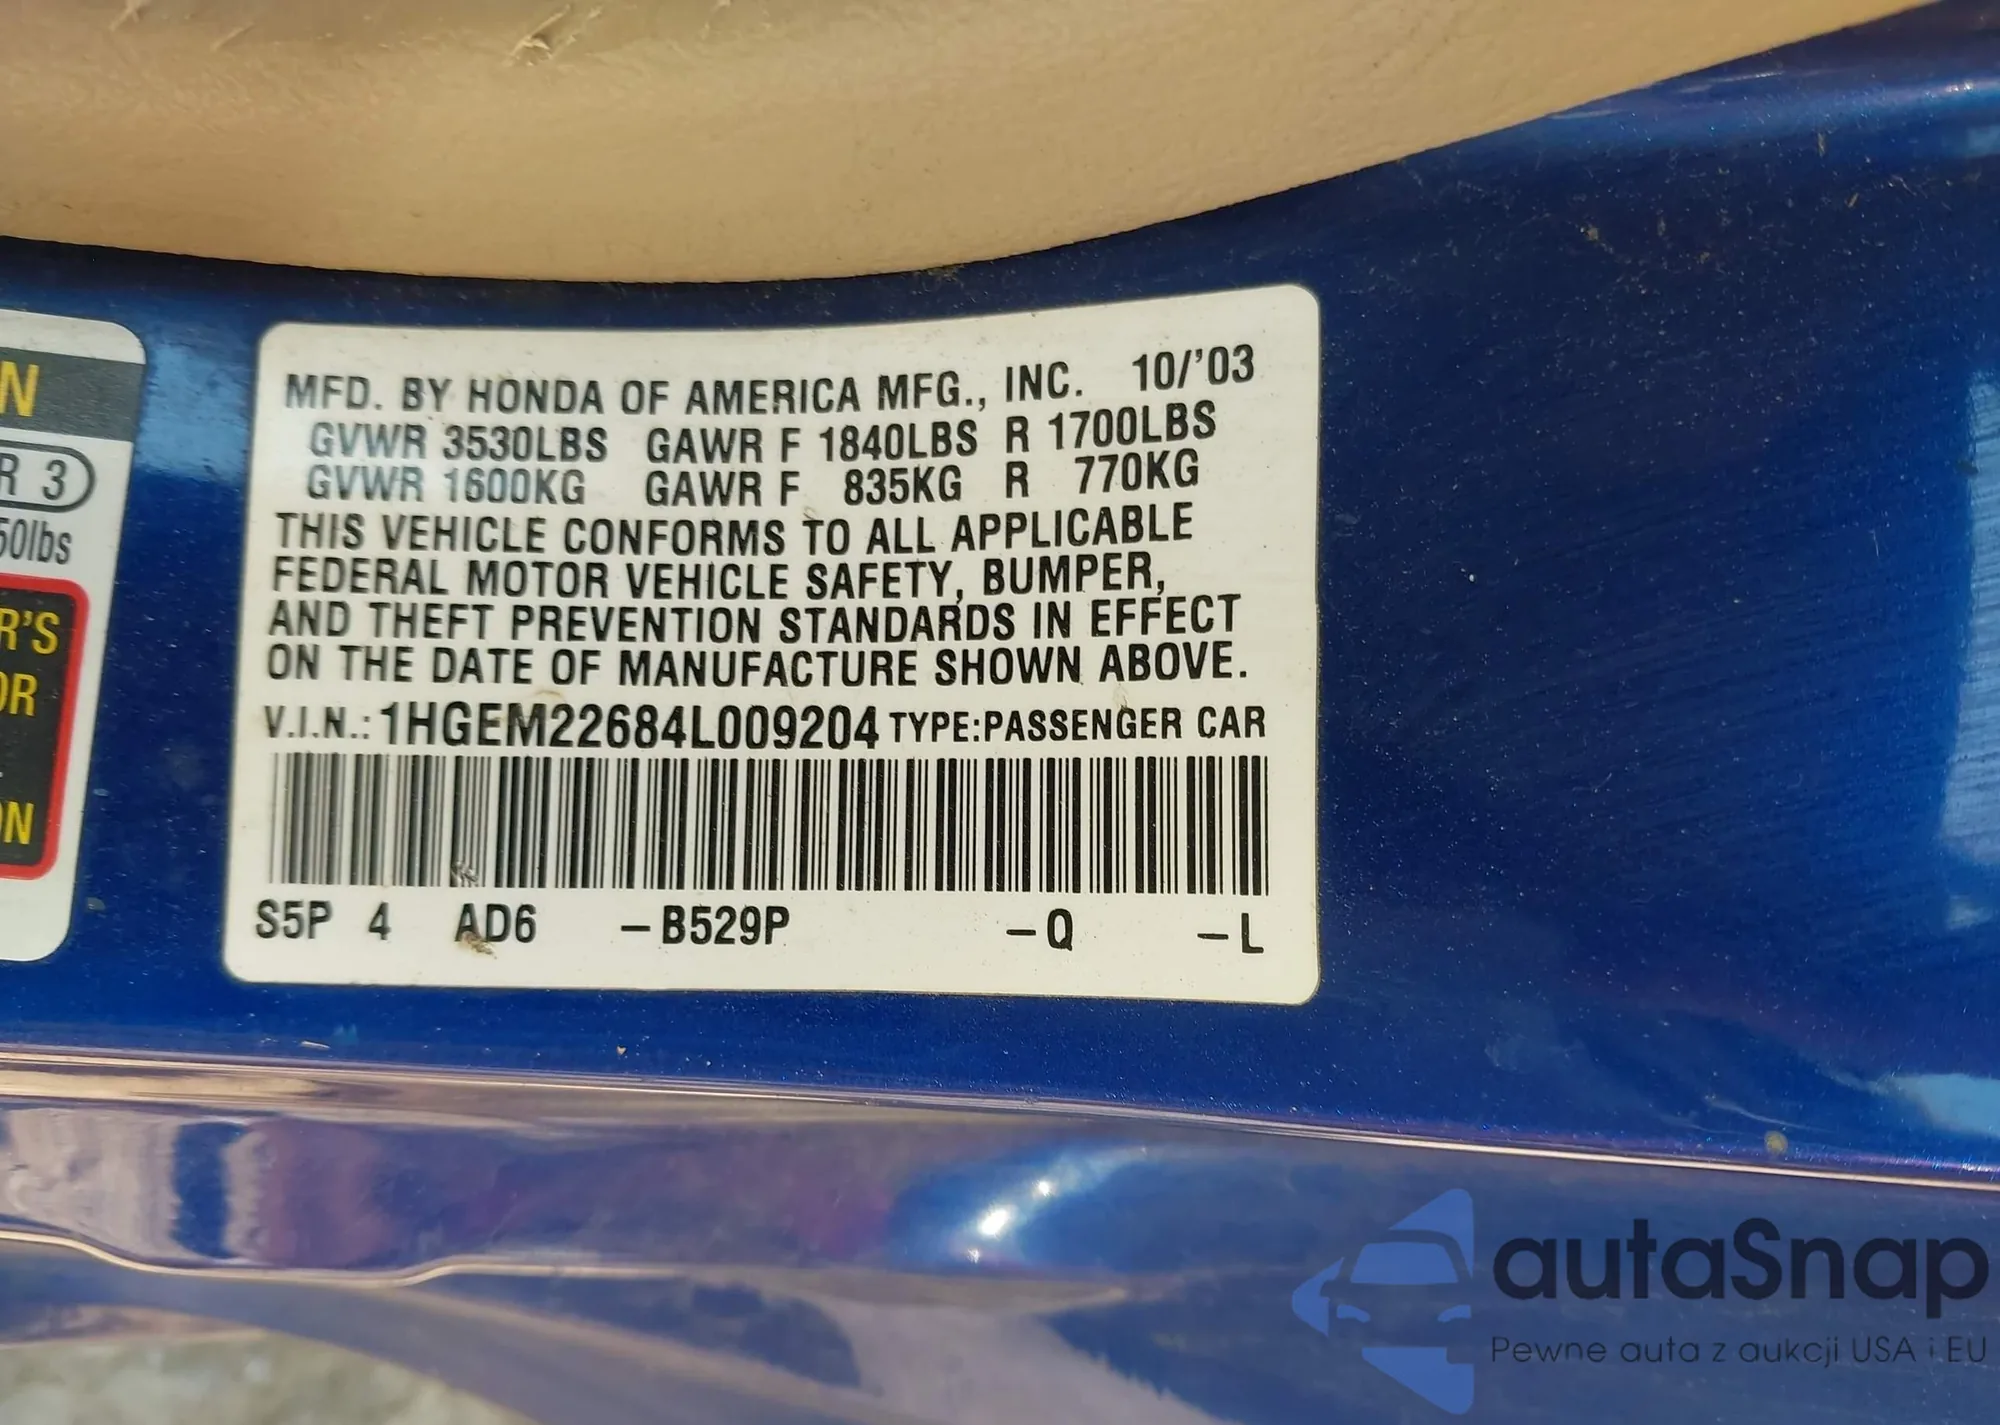 N
R 3
50lbs
R'S
OR
ON
MFD. BY HONDA OF AMERICA MFG., INC. 10/'03
GVWR 3530LBS GAWR F 1840LBS R 1700LBS
GVWR 1600KG GAWR F 835KG R 770KG
THIS VEHICLE CONFORMS TO ALL APPLICABLE
FEDERAL MOTOR VEHICLE SAFETY, BUMPER,
AND THEFT PREVENTION STANDARDS IN EFFECT
ON THE DATE OF MANUFACTURE SHOWN ABOVE.
V.I.N.: 1HGEM22684L009204 TYPE:PASSENGER CAR
S5P 4 AD6 -B529P -Q -L
autaSnap
Pewne auta z aukcji USA i EU